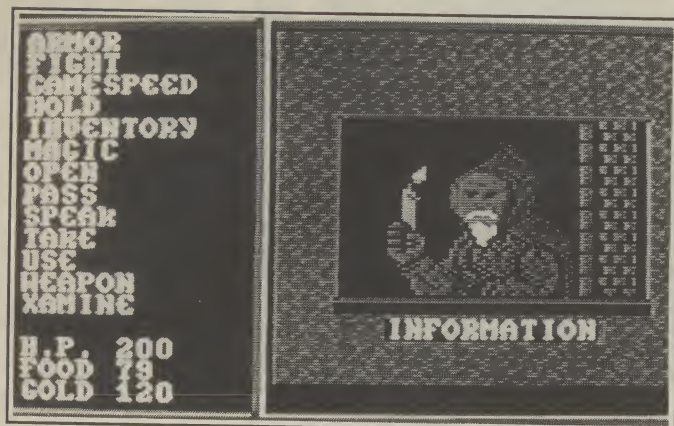 ARMOR
FIGHT
GAMESPEED
HOLD
INVENTORY
MAGIC
OPEN
PASS
SPEAK
TAKE
USE
WEAPON
XAMINE
H.P. 200
FOOD 79
GOLD 120
INFORMATION